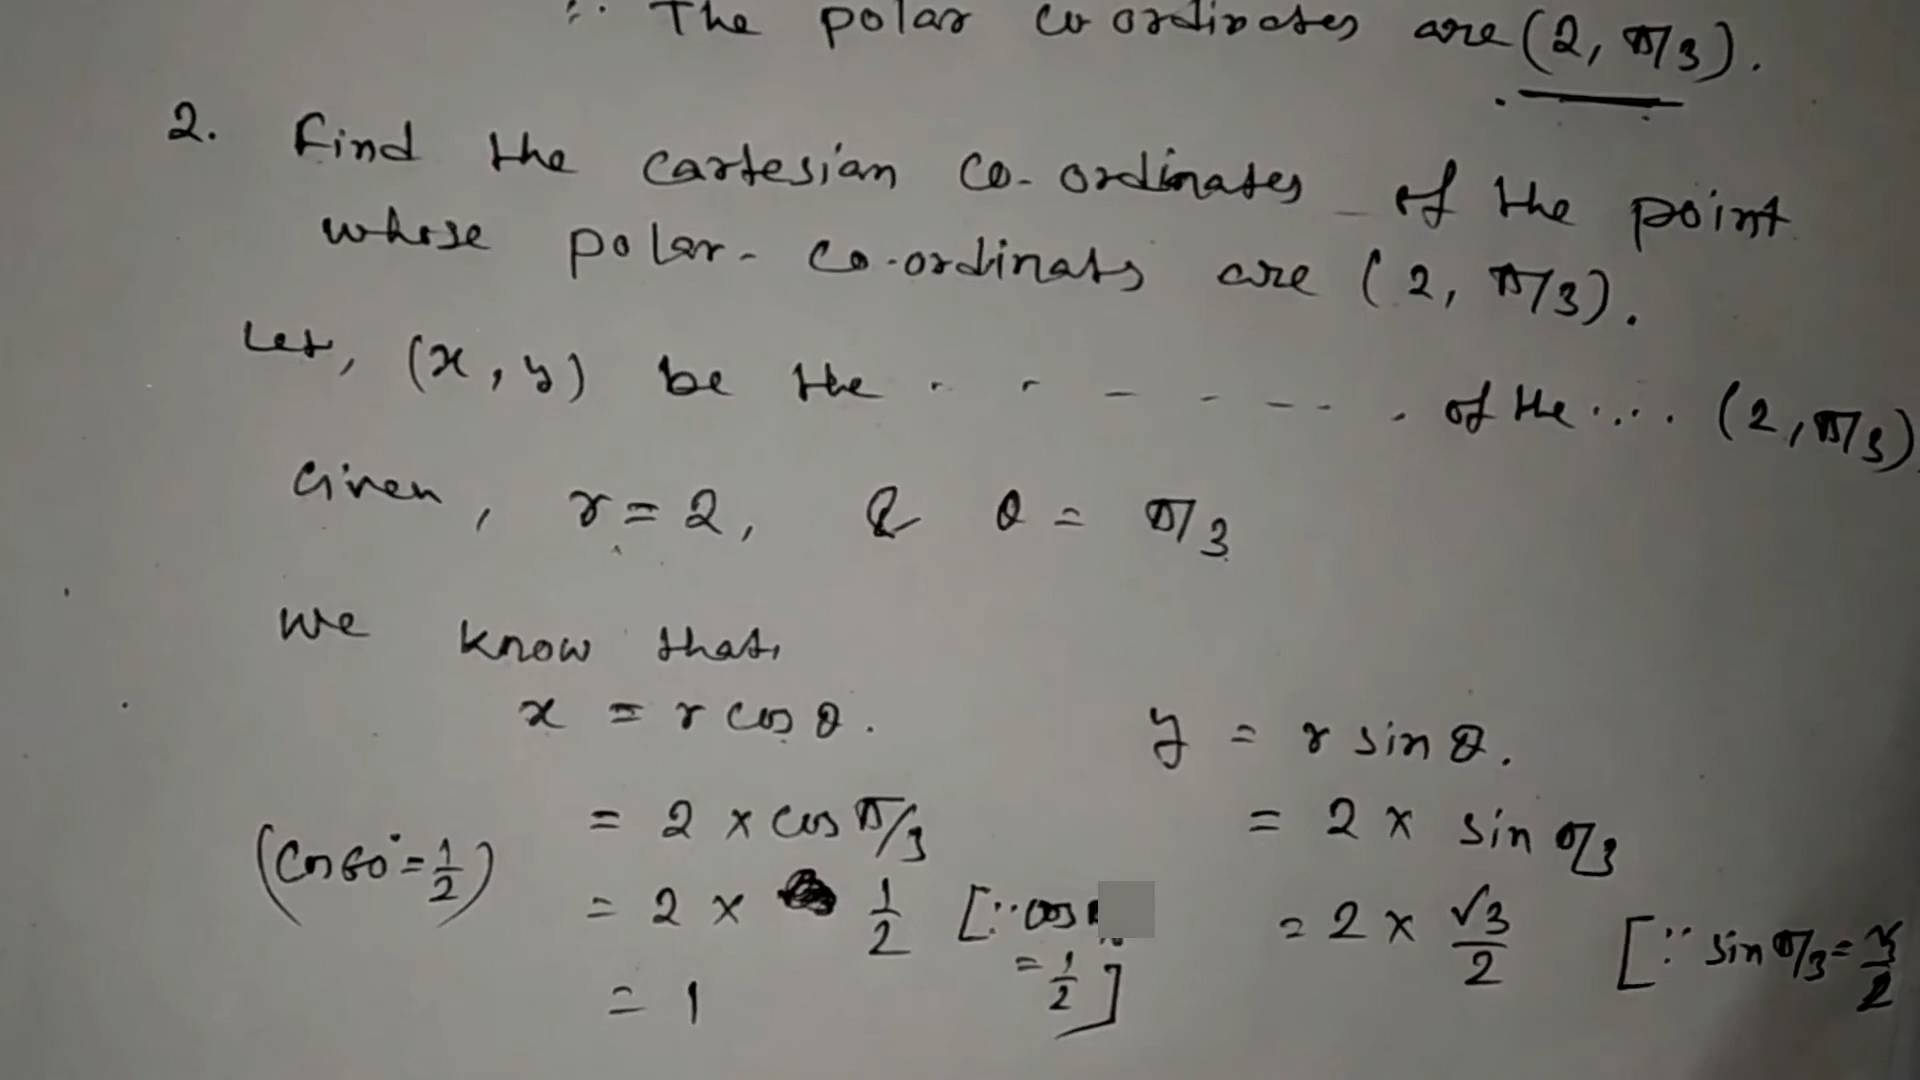 ∴ The polar co ordinates are (2, π/3).
2. Find the cartesian co-ordinates of the point
whose polar-co-ordinats are (2, π/3).
Let, (x, y) be the . . - - - - - . of the .... (2, π/3)
Given, r = 2, & θ = π/3
We know that,
x = r cos θ. y = r sin θ.
(cos 60° = 1/2) = 2 × cos π/3 = 2 × sin π/3
= 2 × 1/2 [∵ cos = 1/2] = 2 × √3/2 [∵ sin π/3 = √3/2
= 1